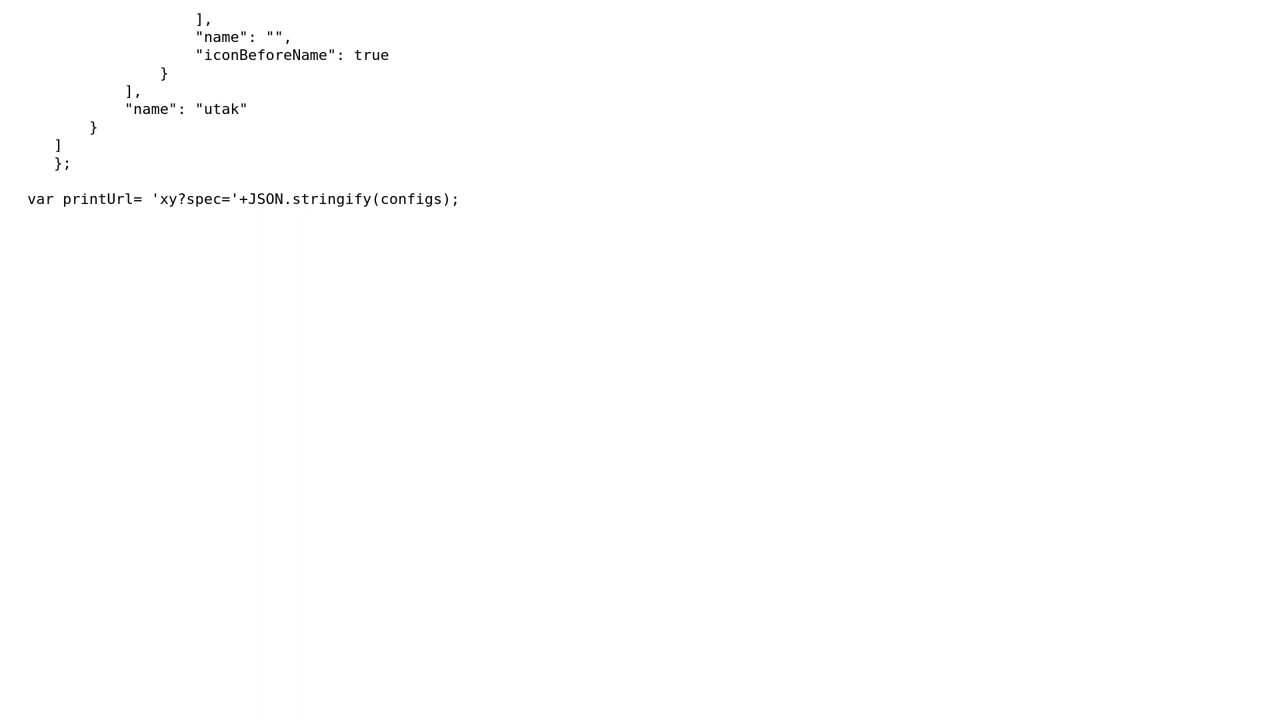 ],
"name": "",
"iconBeforeName": true
}
],
"name": "utak"
}
]
};
var printUrl= 'xy?spec='+JSON.stringify(configs);